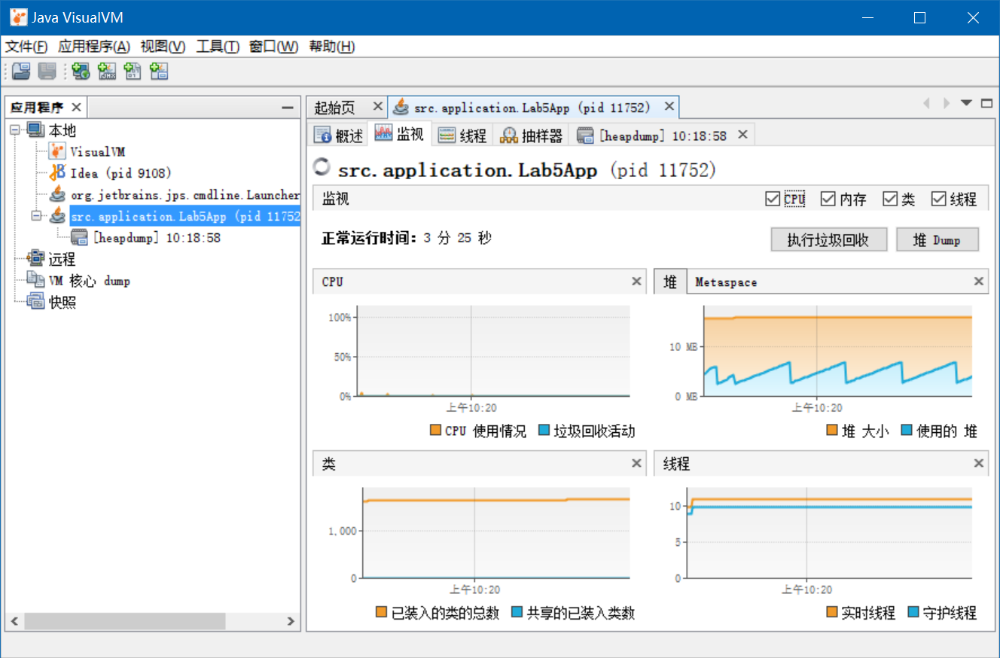 Java VisualVM
文件(F) 应用程序(A) 视图(V) 工具(T) 窗口(W) 帮助(H)
应用程序
本地
VisualVM
Idea (pid 9108)
org.jetbrains.jps.cmdline.Launcher
src.application.Lab5App (pid 11752
[heapdump] 10:18:58
远程
VM 核心 dump
快照
起始页 src.application.Lab5App (pid 11752)
概述 监视 线程 抽样器 [heapdump] 10:18:58
src.application.Lab5App (pid 11752)
监视 CPU 内存 类 线程
正常运行时间: 3 分 25 秒 执行垃圾回收 堆 Dump
CPU
100%
50%
0%
上午10:20
CPU 使用情况 垃圾回收活动
堆 Metaspace
10 MB
0 MB
上午10:20
堆 大小 使用的 堆
类
1,000
0
上午10:20
已装入的类的总数 共享的已装入类数
线程
10
5
0
上午10:20
实时线程 守护线程